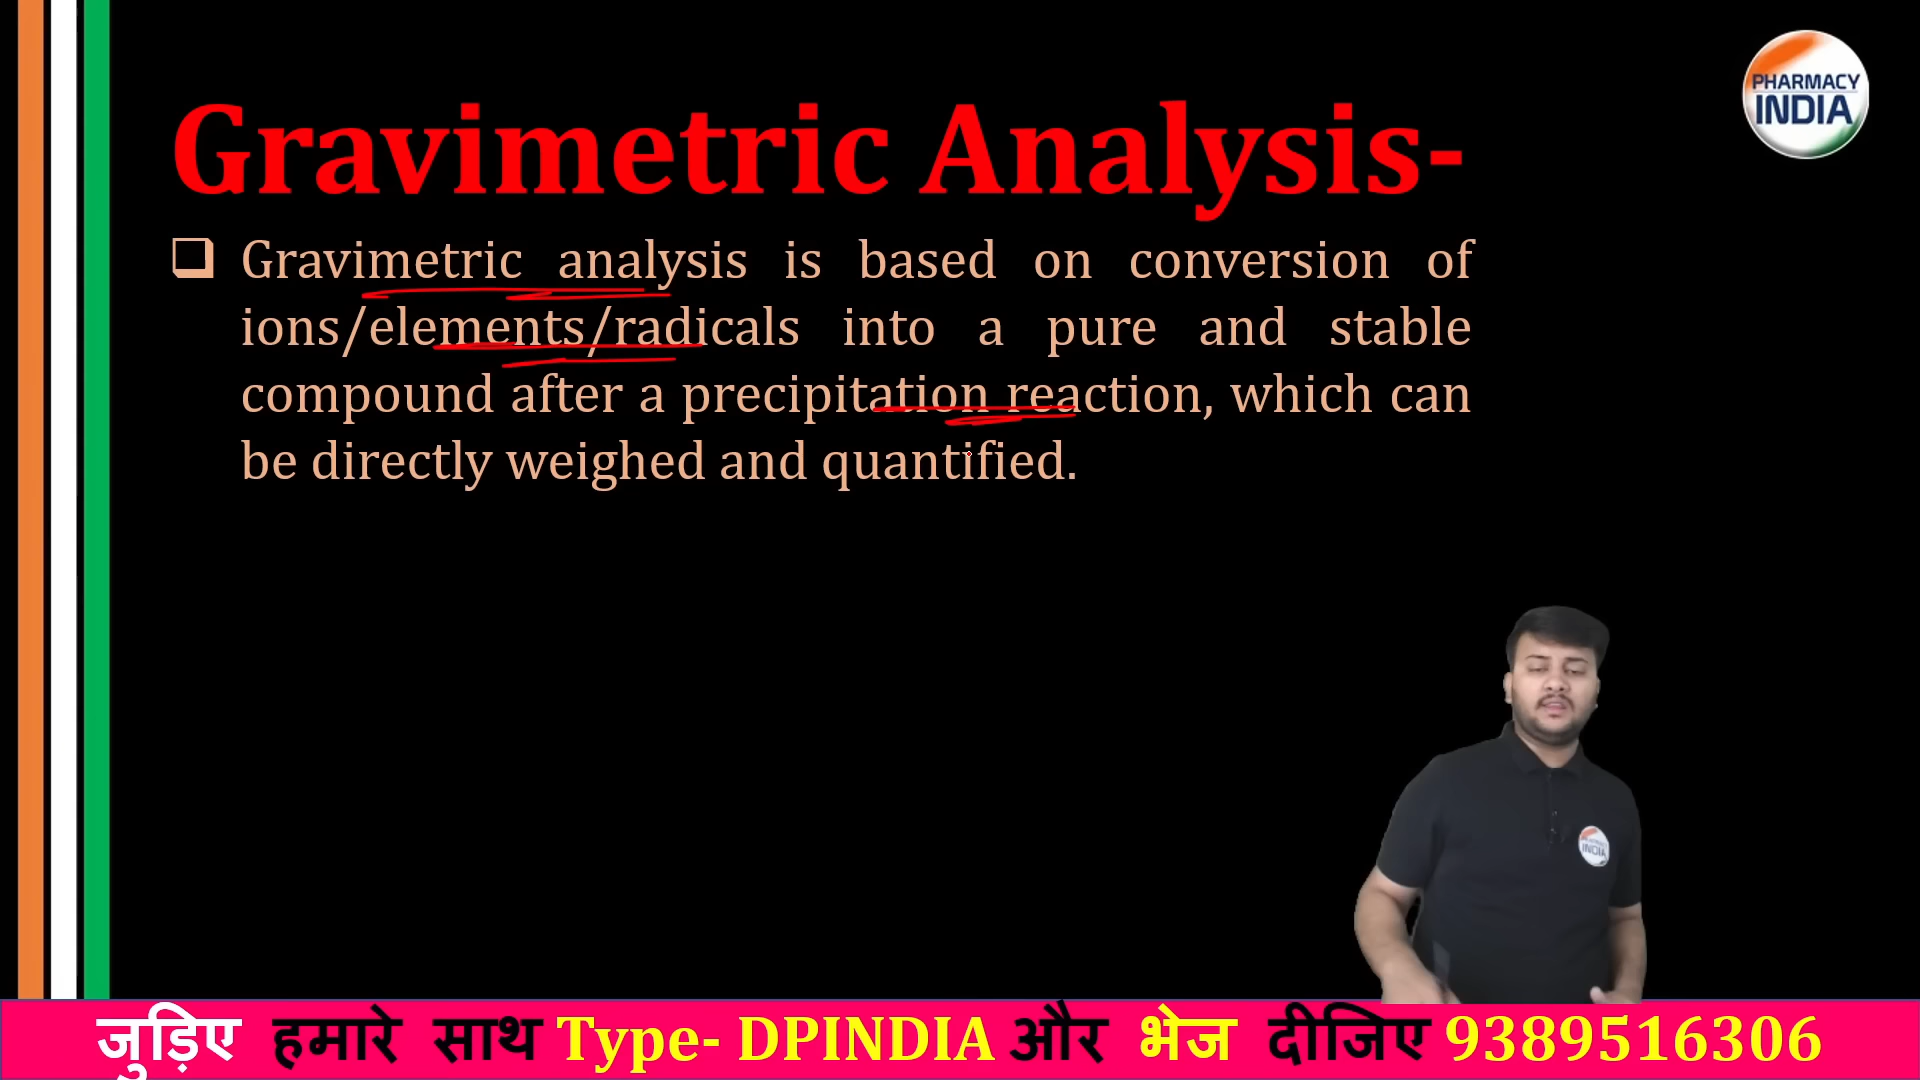 PHARMACY
INDIA
Gravimetric Analysis-
Gravimetric analysis is based on conversion of
ions/elements/radicals into a pure and stable
compound after a precipitation reaction, which can
be directly weighed and quantified.
INDIA
जुड़िए हमारे साथ Type- DPINDIA और भेज दीजिए 9389516306